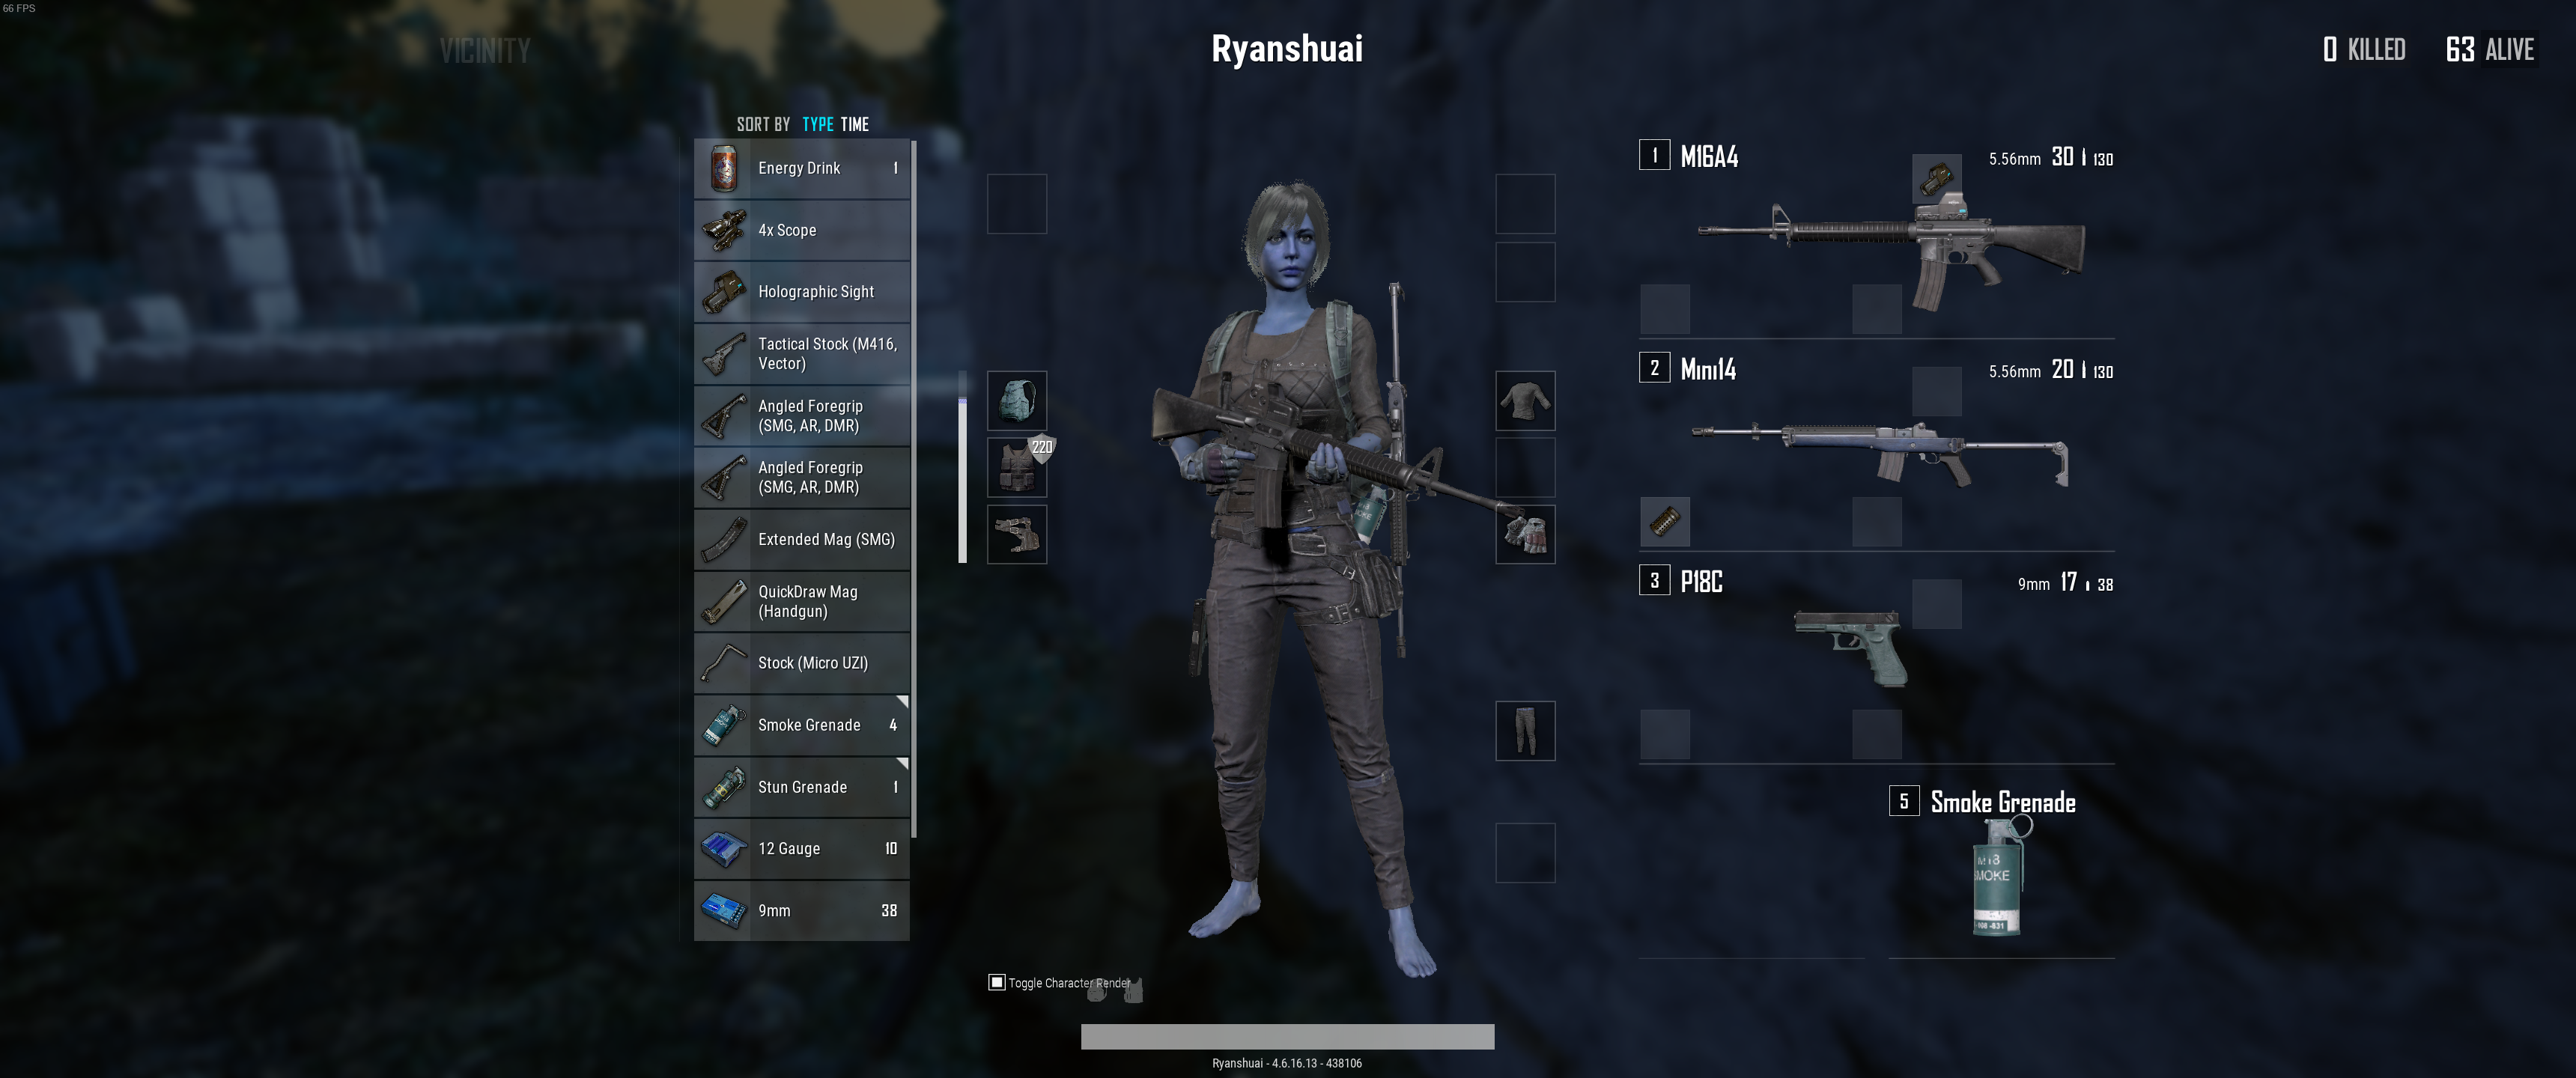 66 FPS
VICINITY
Ryanshuai
0 KILLED 63 ALIVE
SORT BY TYPE TIME
Energy Drink 1
4x Scope
Holographic Sight
Tactical Stock (M416,
Vector)
Angled Foregrip
(SMG, AR, DMR)
Angled Foregrip
(SMG, AR, DMR)
Extended Mag (SMG)
QuickDraw Mag
(Handgun)
Stock (Micro UZI)
Smoke Grenade 4
Stun Grenade 1
12 Gauge 10
9mm 38
220
1 M16A4 5.56mm 30 130
2 Mini14 5.56mm 20 130
3 P18C 9mm 17 38
5 Smoke Grenade
M18
SMOKE
Toggle Character Render
Ryanshuai - 4.6.16.13 - 438106